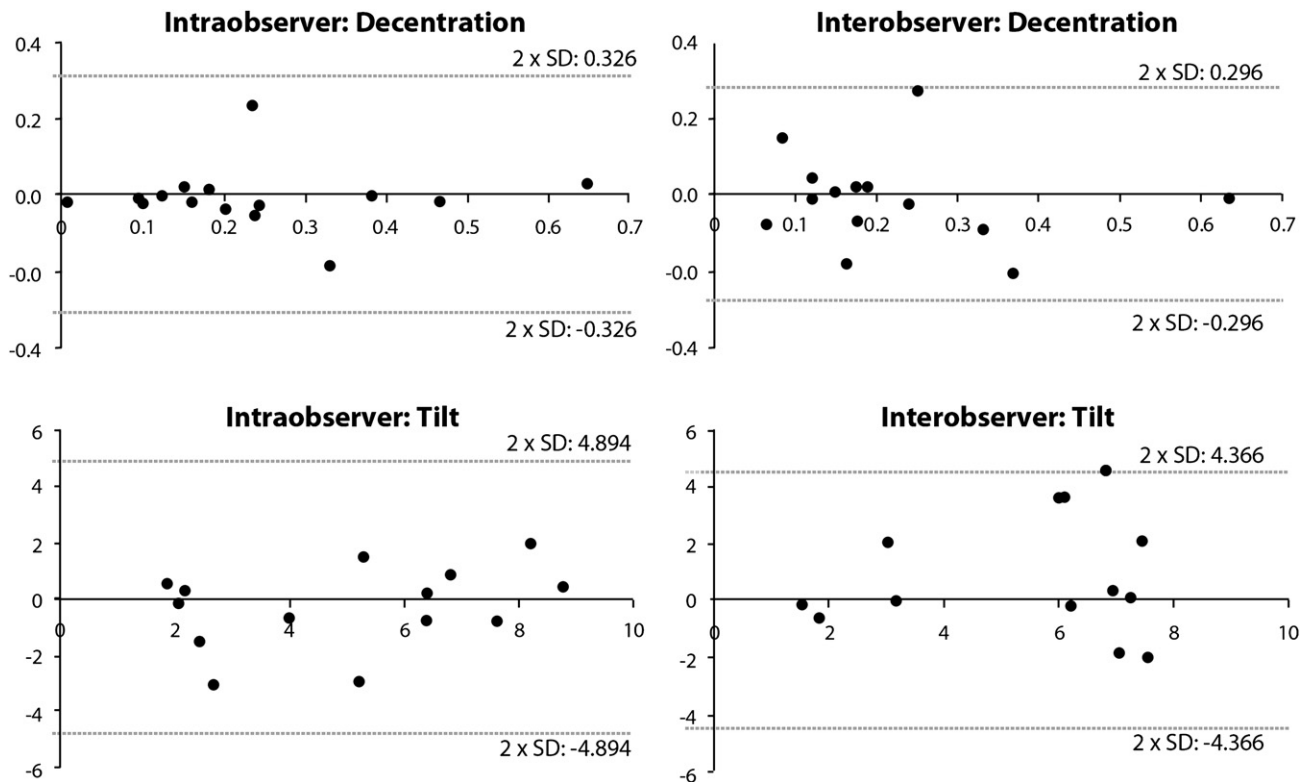 Intraobserver: Decentration
0.4
2 x SD: 0.326
0.2
0.0
0 0.1 0.2 0.3 0.4 0.5 0.6 0.7
-0.0
2 x SD: -0.326
-0.4
Interobserver: Decentration
0.4
2 x SD: 0.296
0.2
0.0
0 0.1 0.2 0.3 0.4 0.5 0.6 0.7
-0.0
2 x SD: -0.296
-0.4
Intraobserver: Tilt
6
2 x SD: 4.894
4
2
0
0 2 4 6 8 10
-2
-4
2 x SD: -4.894
-6
Interobserver: Tilt
6
2 x SD: 4.366
4
2
0
0 2 4 6 8 10
-2
-4
2 x SD: -4.366
-6